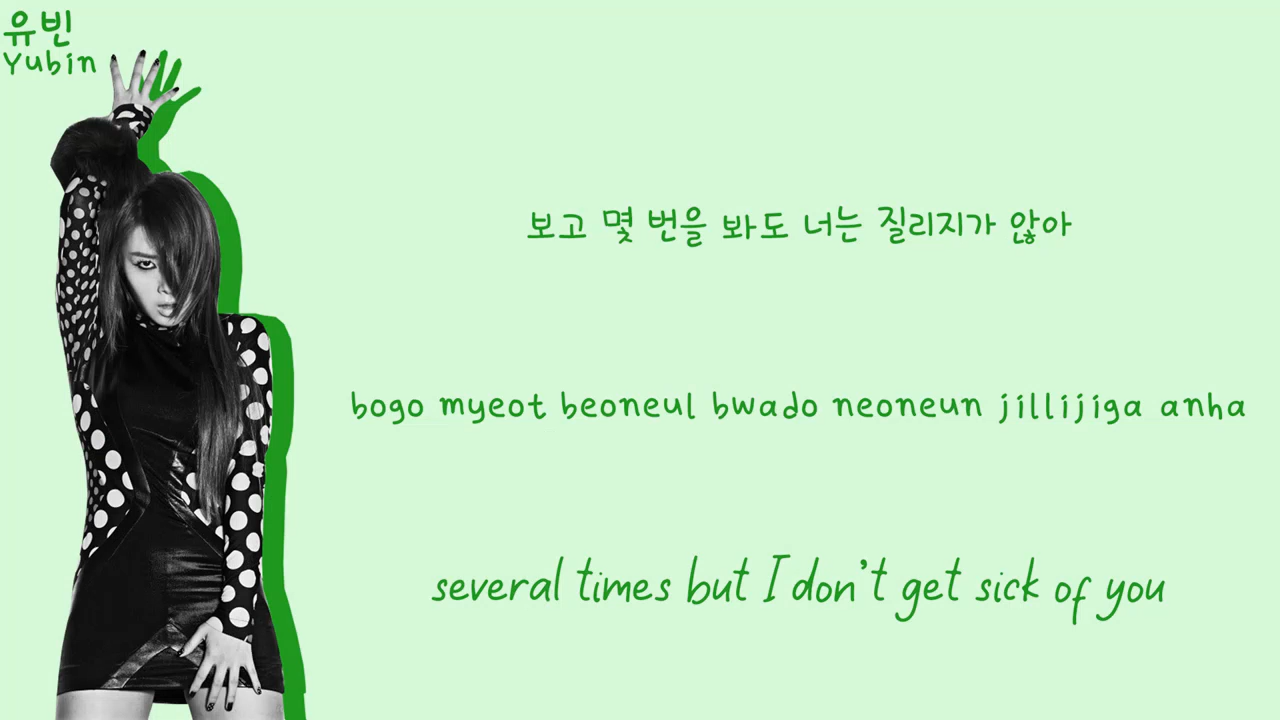 유빈
Yubin
보고 몇 번을 봐도 너는 질리지가 않아
bogo myeot beoneul bwado neoneun jillijiga anha
several times but I don't get sick of you